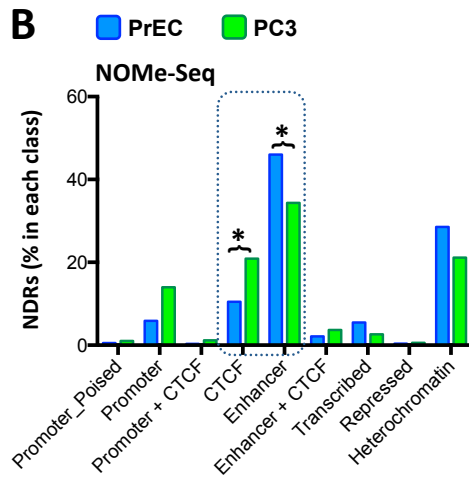 B
PrEC PC3
NOMe-Seq
NDRs (% in each class)
60
40
20
0
*
*
Promoter_Poised
Promoter
Promoter + CTCF
CTCF
Enhancer
Enhancer + CTCF
Transcribed
Repressed
Heterochromatin